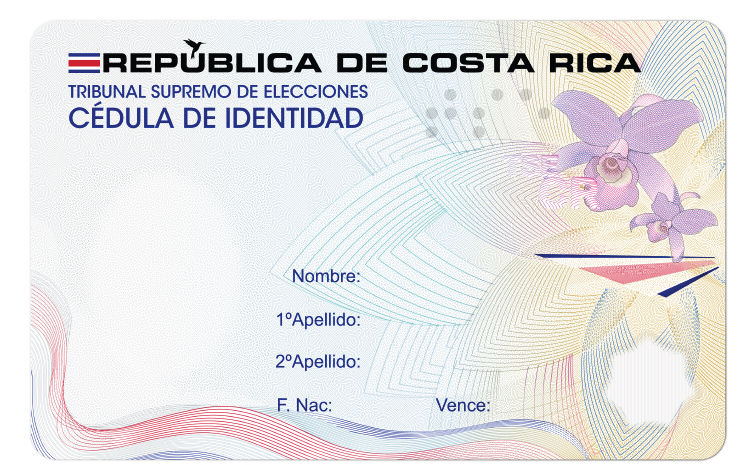 REPÚBLICA DE COSTA RICA
TRIBUNAL SUPREMO DE ELECCIONES
CÉDULA DE IDENTIDAD
Nombre:
1ºApellido:
2ºApellido:
F. Nac:
Vence: